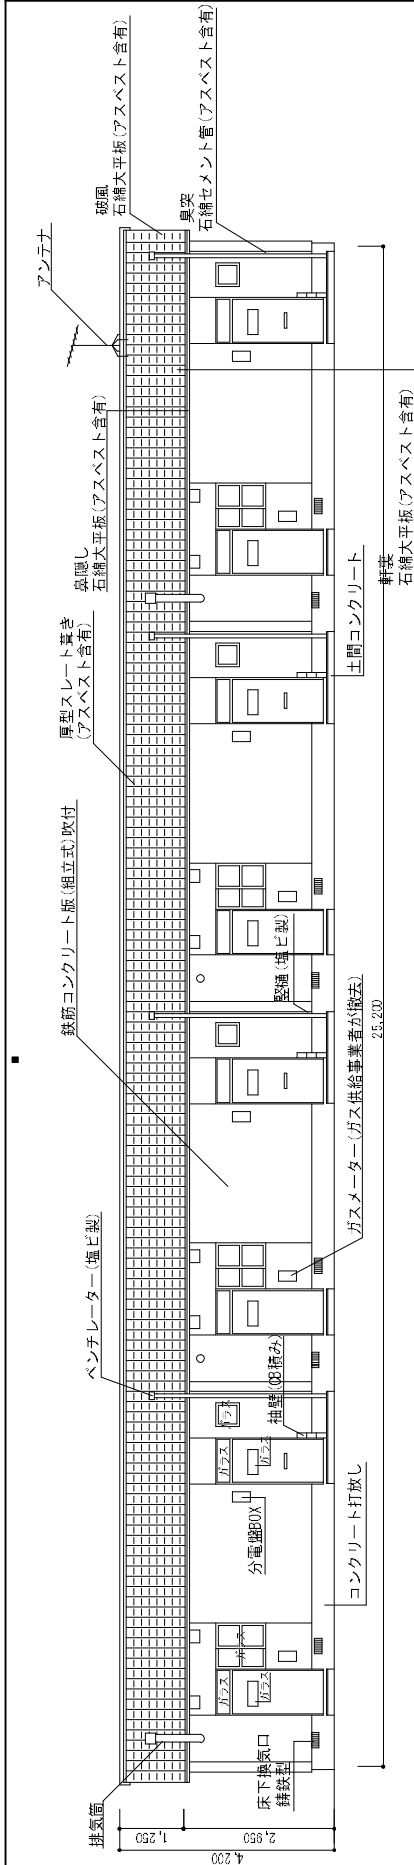 アンテナ
破風
石綿大平板(アスベスト含有)
臭突
石綿セメント管(アスベスト含有)
鼻隠し
石綿大平板(アスベスト含有)
厚型スレート葺き
(アスベスト含有)
鉄筋コンクリート版(組立式)吹付
ベンチレーター(塩ビ製)
排気筒
1,250
2,950
4,200
床下換気口
鋳鉄型
ガラス
ガラス
ガラス
分電盤BOX
ガラス
ガラス
ガラス
袖壁(CB積み)
コンクリート打放し
ガスメーター(ガス供給事業者が撤去)
竪樋(塩ビ製)
土間コンクリート
25,200
軒裏
石綿大平板(アスベスト含有)